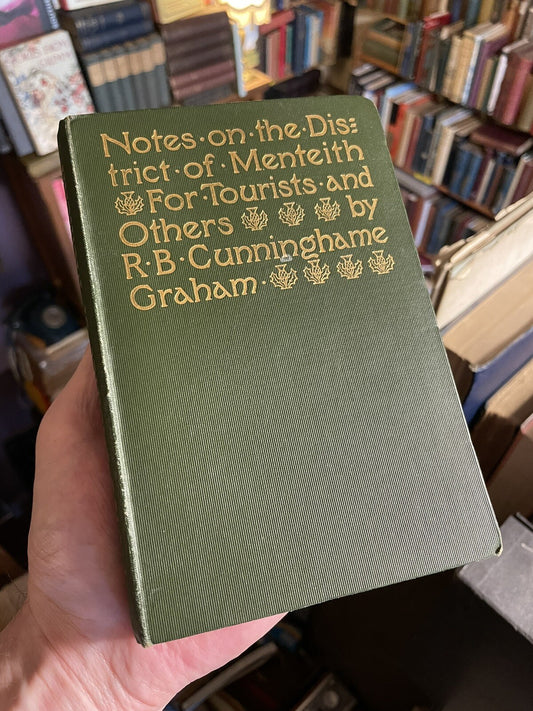 Notes·on·the·Dis:
trict·of·Menteith
For·Tourists·and
Others by
R·B·Cunninghame
Graham·